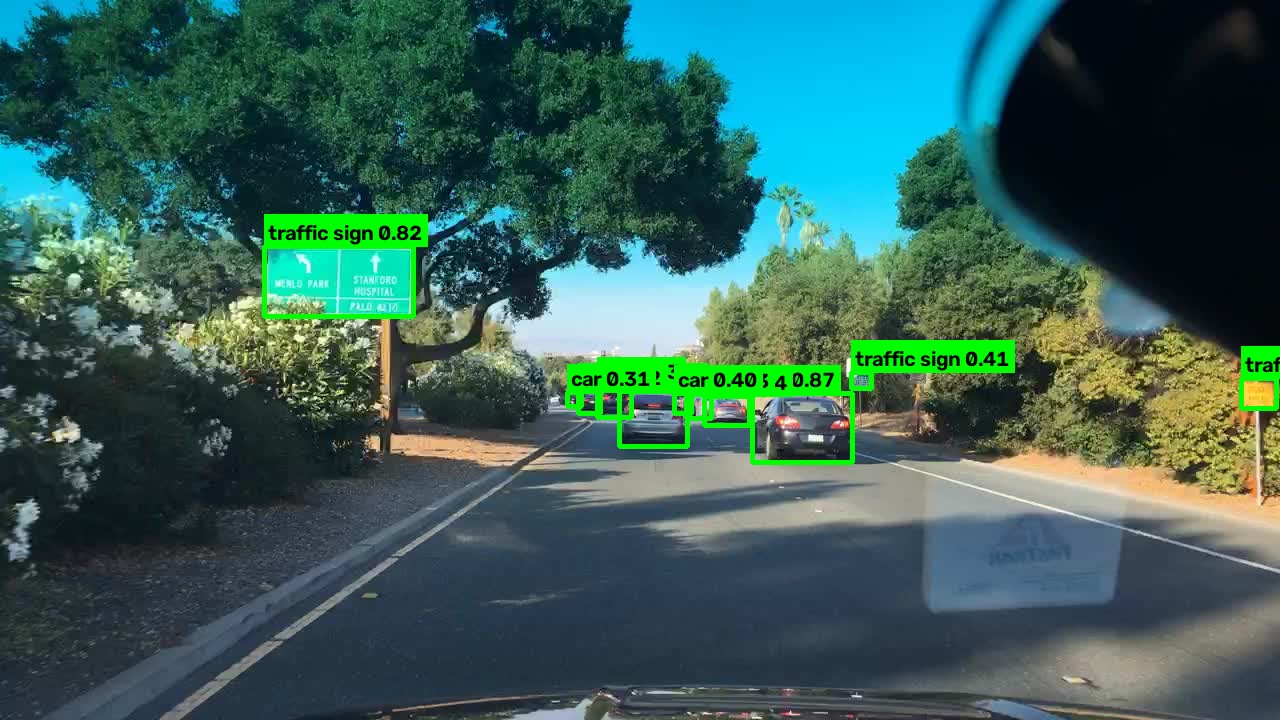 traffic sign 0.82
MENLO PARK
STANFORD
HOSPITAL
PALO ALTO
car 0.31
car 0.40
4 0.87
traffic sign 0.41
traf